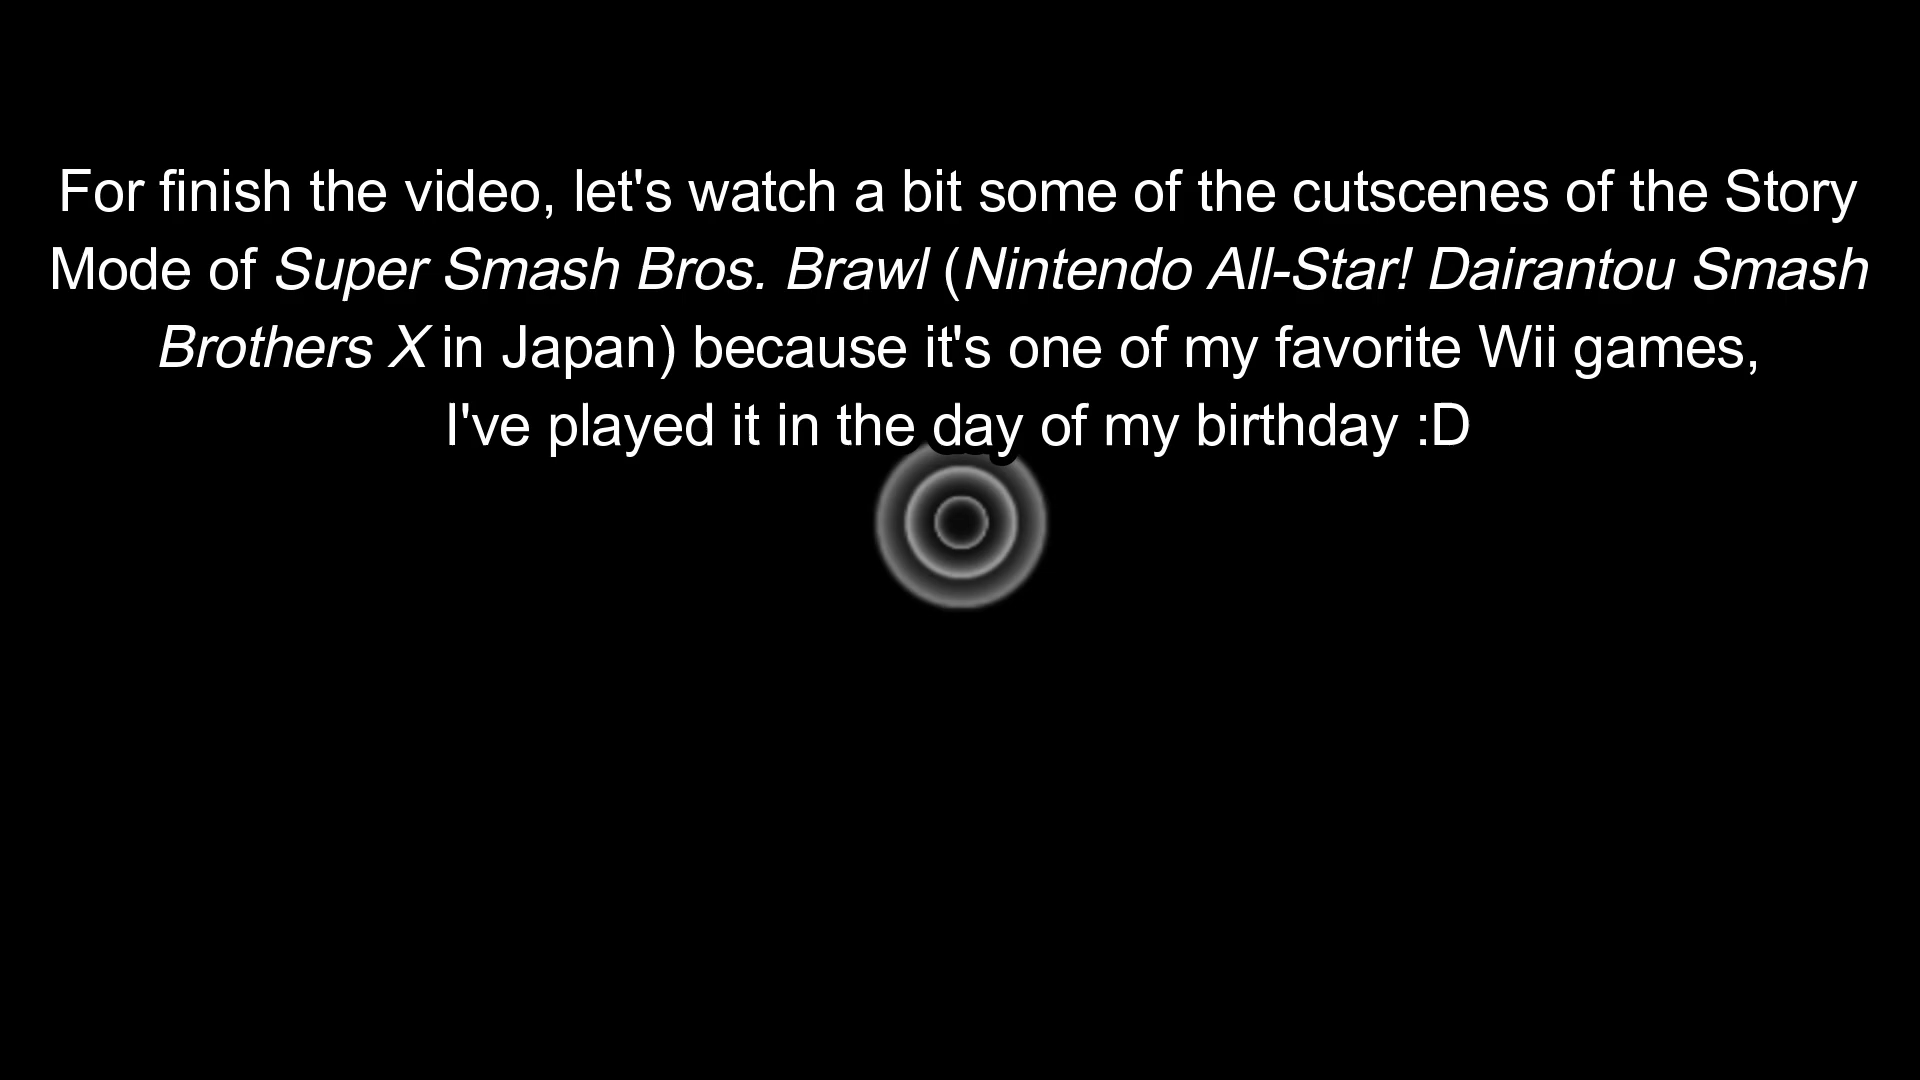 For finish the video, let's watch a bit some of the cutscenes of the Story
Mode of Super Smash Bros. Brawl (Nintendo All-Star! Dairantou Smash
Brothers X in Japan) because it's one of my favorite Wii games,
I've played it in the day of my birthday :D